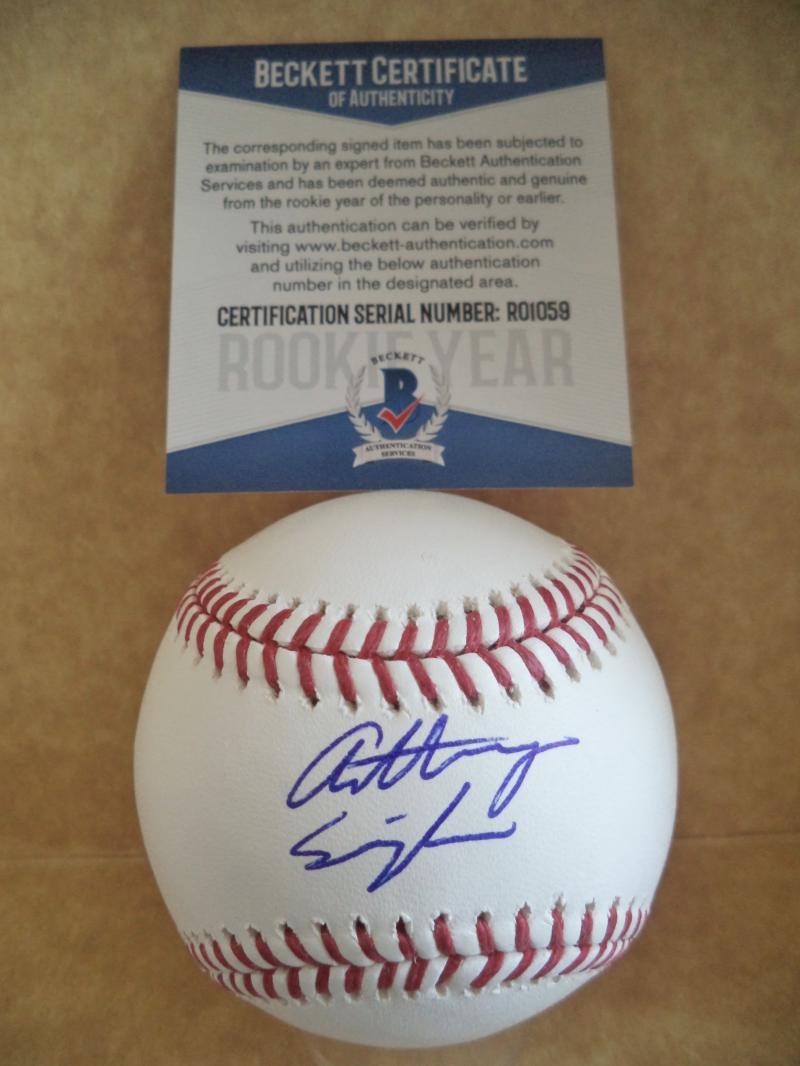 BECKETT CERTIFICATE
OF AUTHENTICITY
The corresponding signed item has been subjected to
examination by an expert from Beckett Authentication
Services and has been deemed authentic and genuine
from the rookie year of the personality or earlier.
This authentication can be verified by
visiting www.beckett-authentication.com
and utilizing the below authentication
number in the designated area.
CERTIFICATION SERIAL NUMBER: R01059
ROOKIE YEAR
BECKETT
B
AUTHENTICATION
SERVICES
Anthony